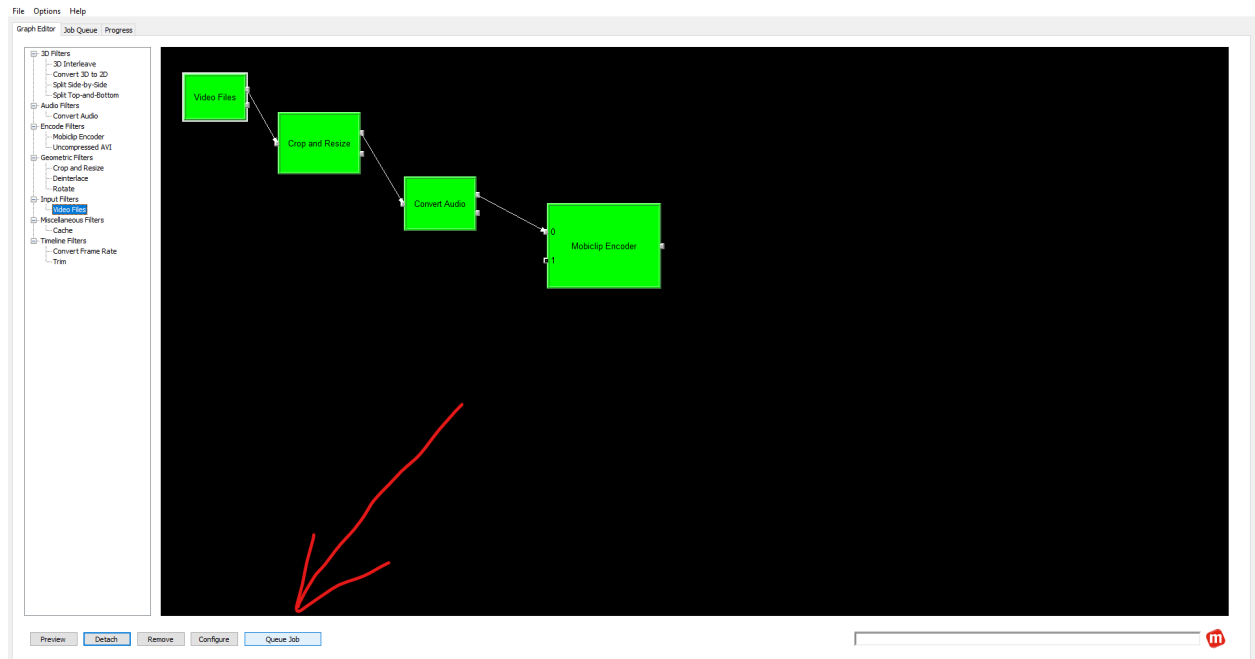 File Options Help
Graph Editor Job Queue Progress
3D Filters
3D Interleave
Convert 3D to 2D
Split Side-by-Side
Split Top-and-Bottom
Audio Filters
Convert Audio
Encode Filters
Mobiclip Encoder
Uncompressed AVI
Geometric Filters
Crop and Resize
Deinterlace
Rotate
Input Filters
Video Files
Miscellaneous Filters
Cache
Timeline Filters
Convert Frame Rate
Trim
Video Files
Crop and Resize
Convert Audio
0
Mobiclip Encoder
1
Preview Detach Remove Configure Queue Job
m